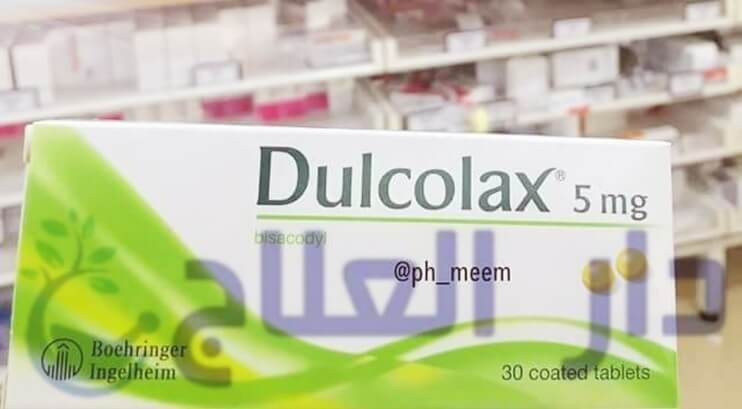 Dulcolax® 5 mg
bisacodyl
@ph_meem
دار العلاج
Boehringer
Ingelheim
30 coated tablets